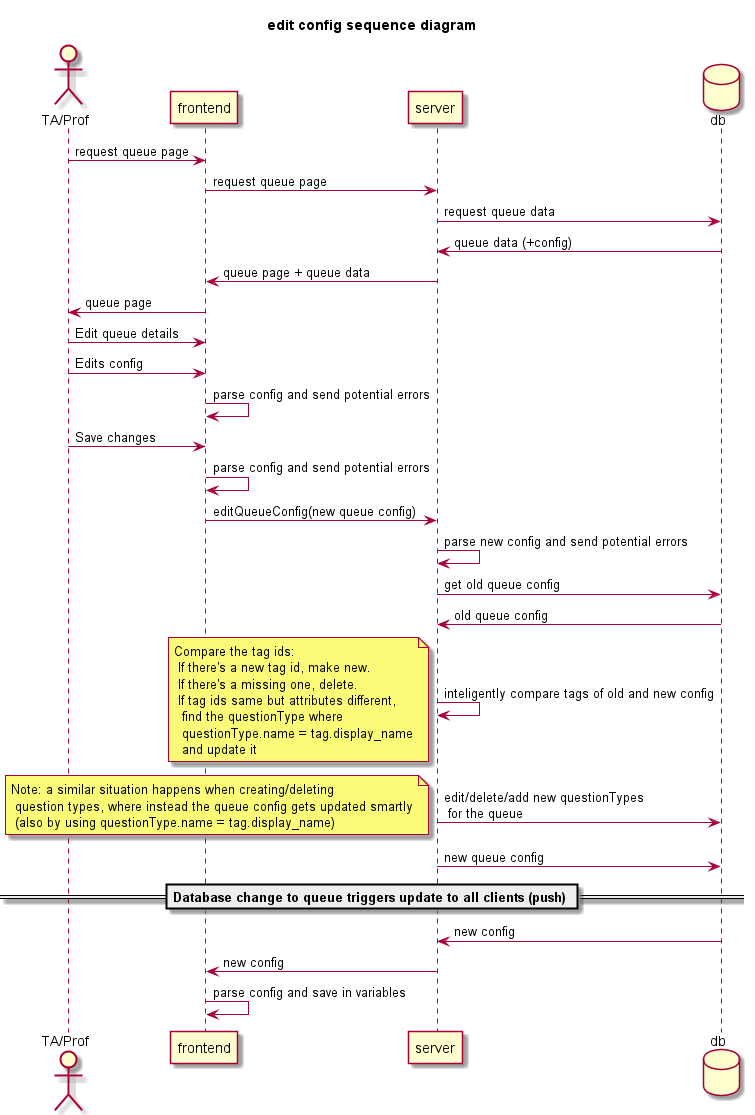 edit config sequence diagram
TA/Prof
frontend
server
db
request queue page
request queue page
request queue data
queue data (+config)
queue page + queue data
queue page
Edit queue details
Edits config
parse config and send potential errors
Save changes
parse config and send potential errors
editQueueConfig(new queue config)
parse new config and send potential errors
get old queue config
old queue config
Compare the tag ids:
If there's a new tag id, make new.
If there's a missing one, delete.
If tag ids same but attributes different,
find the questionType where
questionType.name = tag.display_name
and update it
inteligently compare tags of old and new config
Note: a similar situation happens when creating/deleting
question types, where instead the queue config gets updated smartly
(also by using questionType.name = tag.display_name)
edit/delete/add new questionTypes
for the queue
new queue config
Database change to queue triggers update to all clients (push)
new config
new config
parse config and save in variables
TA/Prof
frontend
server
db